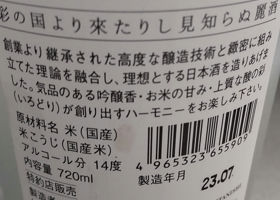 彩の国より來たりし見知らぬ麗酒
創業より継承された高度な醸造技術と緻密に組み
立てた理論を融合し、理想とする日本酒を造りあげま
した。気品のある吟醸香・お米の甘み・上質な酸の彩
(いろどり)が創り出すハーモニーをお楽しみ下さい。
原材料名 米(国産)
米こうじ(国産米)
アルコール分 14度
内容量 720ml
特約店販売
4965323655909
製造年月 23.07